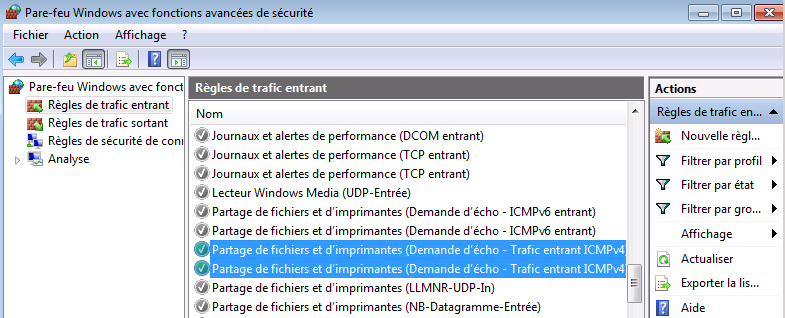 Pare-feu Windows avec fonctions avancées de sécurité
Fichier Action Affichage ?
Pare-feu Windows avec fonct
Règles de trafic entrant
Règles de trafic sortant
Règles de sécurité de con
Analyse
Règles de trafic entrant
Nom
Journaux et alertes de performance (DCOM entrant)
Journaux et alertes de performance (TCP entrant)
Journaux et alertes de performance (TCP entrant)
Lecteur Windows Media (UDP-Entrée)
Partage de fichiers et d'imprimantes (Demande d'écho - ICMPv6 entrant)
Partage de fichiers et d'imprimantes (Demande d'écho - ICMPv6 entrant)
Partage de fichiers et d'imprimantes (Demande d'écho - Trafic entrant ICMPv4
Partage de fichiers et d'imprimantes (Demande d'écho - Trafic entrant ICMPv4
Partage de fichiers et d'imprimantes (LLMNR-UDP-In)
Partage de fichiers et d'imprimantes (NB-Datagramme-Entrée)
Actions
Règles de trafic en...
Nouvelle règl...
Filtrer par profil
Filtrer par état
Filtrer par gro...
Affichage
Actualiser
Exporter la lis...
Aide